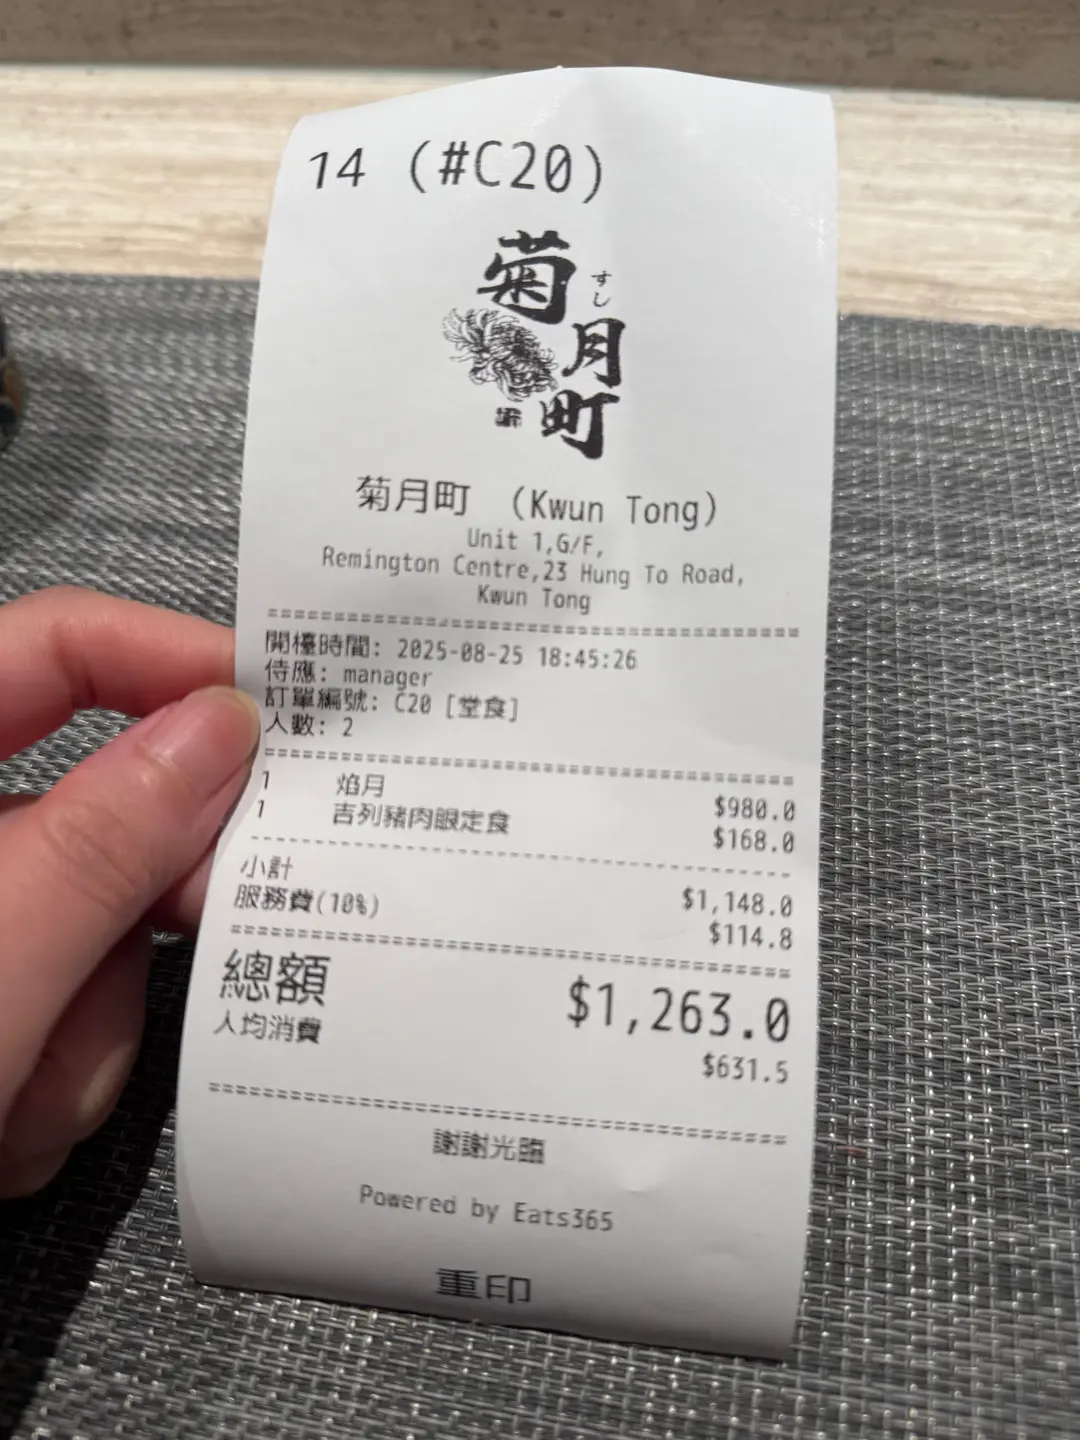 14 (#C20)
菊月町
すし
菊月町 (Kwun Tong)
Unit 1,G/F,
Remington Centre,23 Hung To Road,
Kwun Tong
開檯時間: 2025-08-25 18:45:26
侍應: manager
訂單編號: C20 [堂食]
人數: 2
1 焰月 $980.0
1 吉列豬肉眼定食 $168.0
小計 $1,148.0
服務費(10%) $114.8
總額 $1,263.0
人均消費 $631.5
謝謝光臨
Powered by Eats365
重印